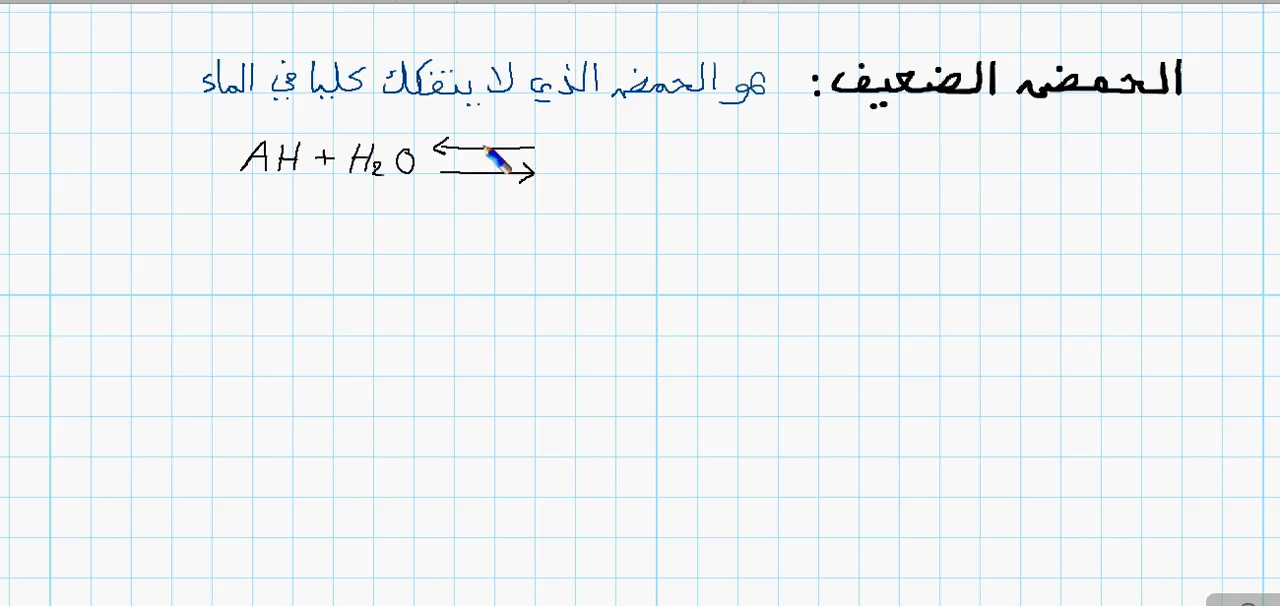 الحمض الضعيف: هو الحمض الذي لا يتفكك كليا في الماء
AH + H₂O ⇆